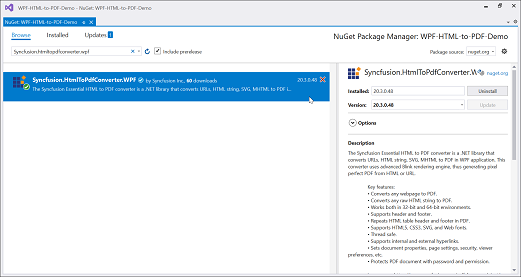 WPF-HTML-to-PDF-Demo - NuGet: WPF-HTML-to-PDF-Demo
NuGet: WPF-HTML-to-PDF-Demo
Browse Installed Updates 1
NuGet Package Manager: WPF-HTML-to-PDF-Demo
Syncfusion.htmltopdfconverter.wpf
Include prerelease
Package source: nuget.org
Syncfusion.HtmlToPdfConverter.WPF by Syncfusion Inc., 60 downloads 20.3.0.48
The Syncfusion Essential HTML to PDF converter is a .NET library that converts URLs, HTML string, SVG, MHTML to PDF i...
Syncfusion.HtmlToPdfConverter.W nuget.org
Installed: 20.3.0.48 Uninstall
Version: 20.3.0.48 Update
Options
Description
The Syncfusion Essential HTML to PDF converter is a .NET library that
converts URLs, HTML string, SVG, MHTML to PDF in WPF application. This
converter uses advanced Blink rendering engine, thus generating pixel
perfect PDF from HTML or URL.
Key features:
• Converts any webpage to PDF.
• Converts any raw HTML string to PDF.
• Works both in 32-bit and 64-bit environments.
• Supports header and footer.
• Repeats HTML table header and footer in PDF.
• Supports HTML5, CSS3, SVG, and Web fonts.
• Thread safe.
• Supports internal and external hyperlinks.
• Sets document properties, page settings, security, viewer
preferences, etc.
• Protects PDF document with password and permission.